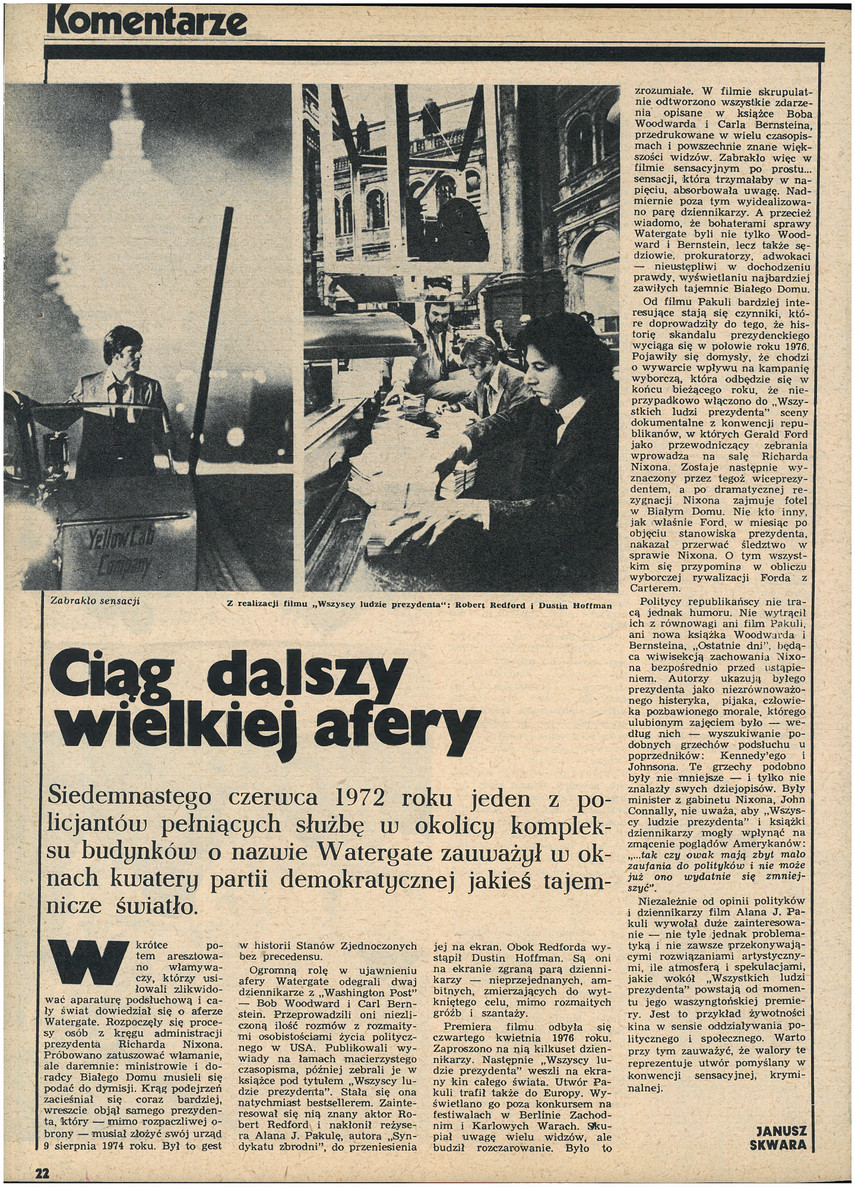 Komentarze
Yellow Cab
Company
Zabrakło sensacji
Z realizacji filmu „Wszyscy ludzie prezydenta": Robert Redford i Dustin Hoffman
Ciąg dalszy
wielkiej afery
Siedemnastego czerwca 1972 roku jeden z po-
licjantów pełniących służbę w okolicy komplek-
su budynków o nazwie Watergate zauważył w ok-
nach kwatery partii demokratycznej jakieś tajem-
nicze światło.
W krótce po-
tem aresztowa-
no włamywa-
czy, którzy usi-
łowali zlikwido-
wać aparaturę podsłuchową i ca-
ły świat dowiedział się o aferze
Watergate. Rozpoczęły się proce-
sy osób z kręgu administracji
prezydenta Richarda Nixona.
Próbowano zatuszować włamanie,
ale daremnie: ministrowie i do-
radcy Białego Domu musieli się
podać do dymisji. Krąg podejrzeń
zacieśniał się coraz bardziej,
wreszcie objął samego prezyden-
ta, który — mimo rozpaczliwej o-
brony — musiał złożyć swój urząd
9 sierpnia 1974 roku. Był to gest
w historii Stanów Zjednoczonych
bez precedensu.
Ogromną rolę w ujawnieniu
afery Watergate odegrali dwaj
dziennikarze z „Washington Post"
— Bob Woodward i Carl Bern-
stein. Przeprowadzili oni niezli-
czoną ilość rozmów z rozmaity-
mi osobistościami życia politycz-
nego w USA. Publikowali wy-
wiady na łamach macierzystego
czasopisma, później zebrali je w
książce pod tytułem „Wszyscy lu-
dzie prezydenta". Stała się ona
natychmiast bestsellerem. Zainte-
resował się nią znany aktor Ro-
bert Redford i nakłonił reżyse-
ra Alana J. Pakulę, autora „Syn-
dykatu zbrodni", do przeniesienia
jej na ekran. Obok Redforda wy-
stąpił Dustin Hoffman. Są oni
na ekranie zgraną parą dzienni-
karzy — nieprzejednanych, am-
bitnych, zmierzających do wyt-
kniętego celu, mimo rozmaitych
gróźb i szantaży.
Premiera filmu odbyła się
czwartego kwietnia 1976 roku.
Zaproszono na nią kilkuset dzien-
nikarzy. Następnie „Wszyscy lu-
dzie prezydenta" weszli na ekra-
ny kin całego świata. Utwór Pa-
kuli trafił także do Europy. Wy-
świetlano go poza konkursem na
festiwalach w Berlinie Zachod-
nim i Karlowych Warach. Sku-
piał uwagę wielu widzów, ale
budził rozczarowanie. Było to
zrozumiałe. W filmie skrupulat-
nie odtworzono wszystkie zdarze-
nia opisane w książce Boba
Woodwarda i Carla Bernsteina,
przedrukowane w wielu czasopis-
mach i powszechnie znane więk-
szości widzów. Zabrakło więc w
filmie sensacyjnym po prostu...
sensacji, która trzymałaby w na-
pięciu, absorbowała uwagę. Nad-
miernie poza tym wyidealizowa-
no parę dziennikarzy. A przecież
wiadomo, że bohaterami sprawy
Watergate byli nie tylko Wood-
ward i Bernstein, lecz także sę-
dziowie, prokuratorzy, adwokaci
— nieustępliwi w dochodzeniu
prawdy, wyświetlaniu najbardziej
zawiłych tajemnic Białego Domu.
Od filmu Pakuli bardziej inte-
resujące stają się czynniki, któ-
re doprowadziły do tego, że his-
torię skandalu prezydenckiego
wyciąga się w połowie roku 1976.
Pojawiły się domysły, że chodzi
o wywarcie wpływu na kampanię
wyborczą, która odbędzie się w
końcu bieżącego roku, że nie-
przypadkowo włączono do „Wszy-
stkich ludzi prezydenta" sceny
dokumentalne z konwencji repu-
blikanów, w których Gerald Ford
jako przewodniczący zebrania
wprowadza na salę Richarda
Nixona. Zostaje następnie wy-
znaczony przez tegoż wiceprezy-
dentem, a po dramatycznej re-
zygnacji Nixona zajmuje fotel
w Białym Domu. Nie kto inny,
jak właśnie Ford, w miesiąc po
objęciu stanowiska prezydenta,
nakazał przerwać śledztwo w
sprawie Nixona. O tym wszyst-
kim się przypomina w obliczu
wyborczej rywalizacji Forda z
Carterem.
Politycy republikańscy nie tra-
cą jednak humoru. Nie wytrącił
ich z równowagi ani film Pakuli,
ani nowa książka Woodwarda i
Bernsteina, „Ostatnie dni", będą-
ca wiwisekcją zachowania Nixo-
na bezpośrednio przed ustąpie-
niem. Autorzy ukazują byłego
prezydenta jako niezrównoważo-
nego histeryka, pijaka, człowie-
ka pozbawionego morale, którego
ulubionym zajęciem było — we-
dług nich — wyszukiwanie po-
dobnych grzechów podsłuchu u
poprzedników: Kennedy'ego i
Johnsona. Te grzechy podobno
były nie mniejsze — i tylko nie
znalazły swych dziejopisów. Były
minister z gabinetu Nixona, John
Connally, nie uważa, aby „Wszys-
cy ludzie prezydenta" i książki
dziennikarzy mogły wpłynąć na
zmącenie poglądów Amerykanów:
„...tak czy owak mają zbyt mało
zaufania do polityków i nie może
już ono wydatnie się zmniej-
szyć".
Niezależnie od opinii polityków
i dziennikarzy film Alana J. Pa-
kuli wywołał duże zainteresowa-
nie — nie tyle jednak problema-
tyką i nie zawsze przekonywają-
cymi rozwiązaniami artystyczny-
mi, ile atmosferą i spekulacjami,
jakie wokół „Wszystkich ludzi
prezydenta" powstają od momen-
tu jego waszyngtońskiej premie-
ry. Jest to przykład żywotności
kina w sensie oddziaływania po-
litycznego i społecznego. Warto
przy tym zauważyć, że walory te
reprezentuje utwór pomyślany w
konwencji sensacyjnej, krymi-
nalnej.
JANUSZ
SKWARA
22